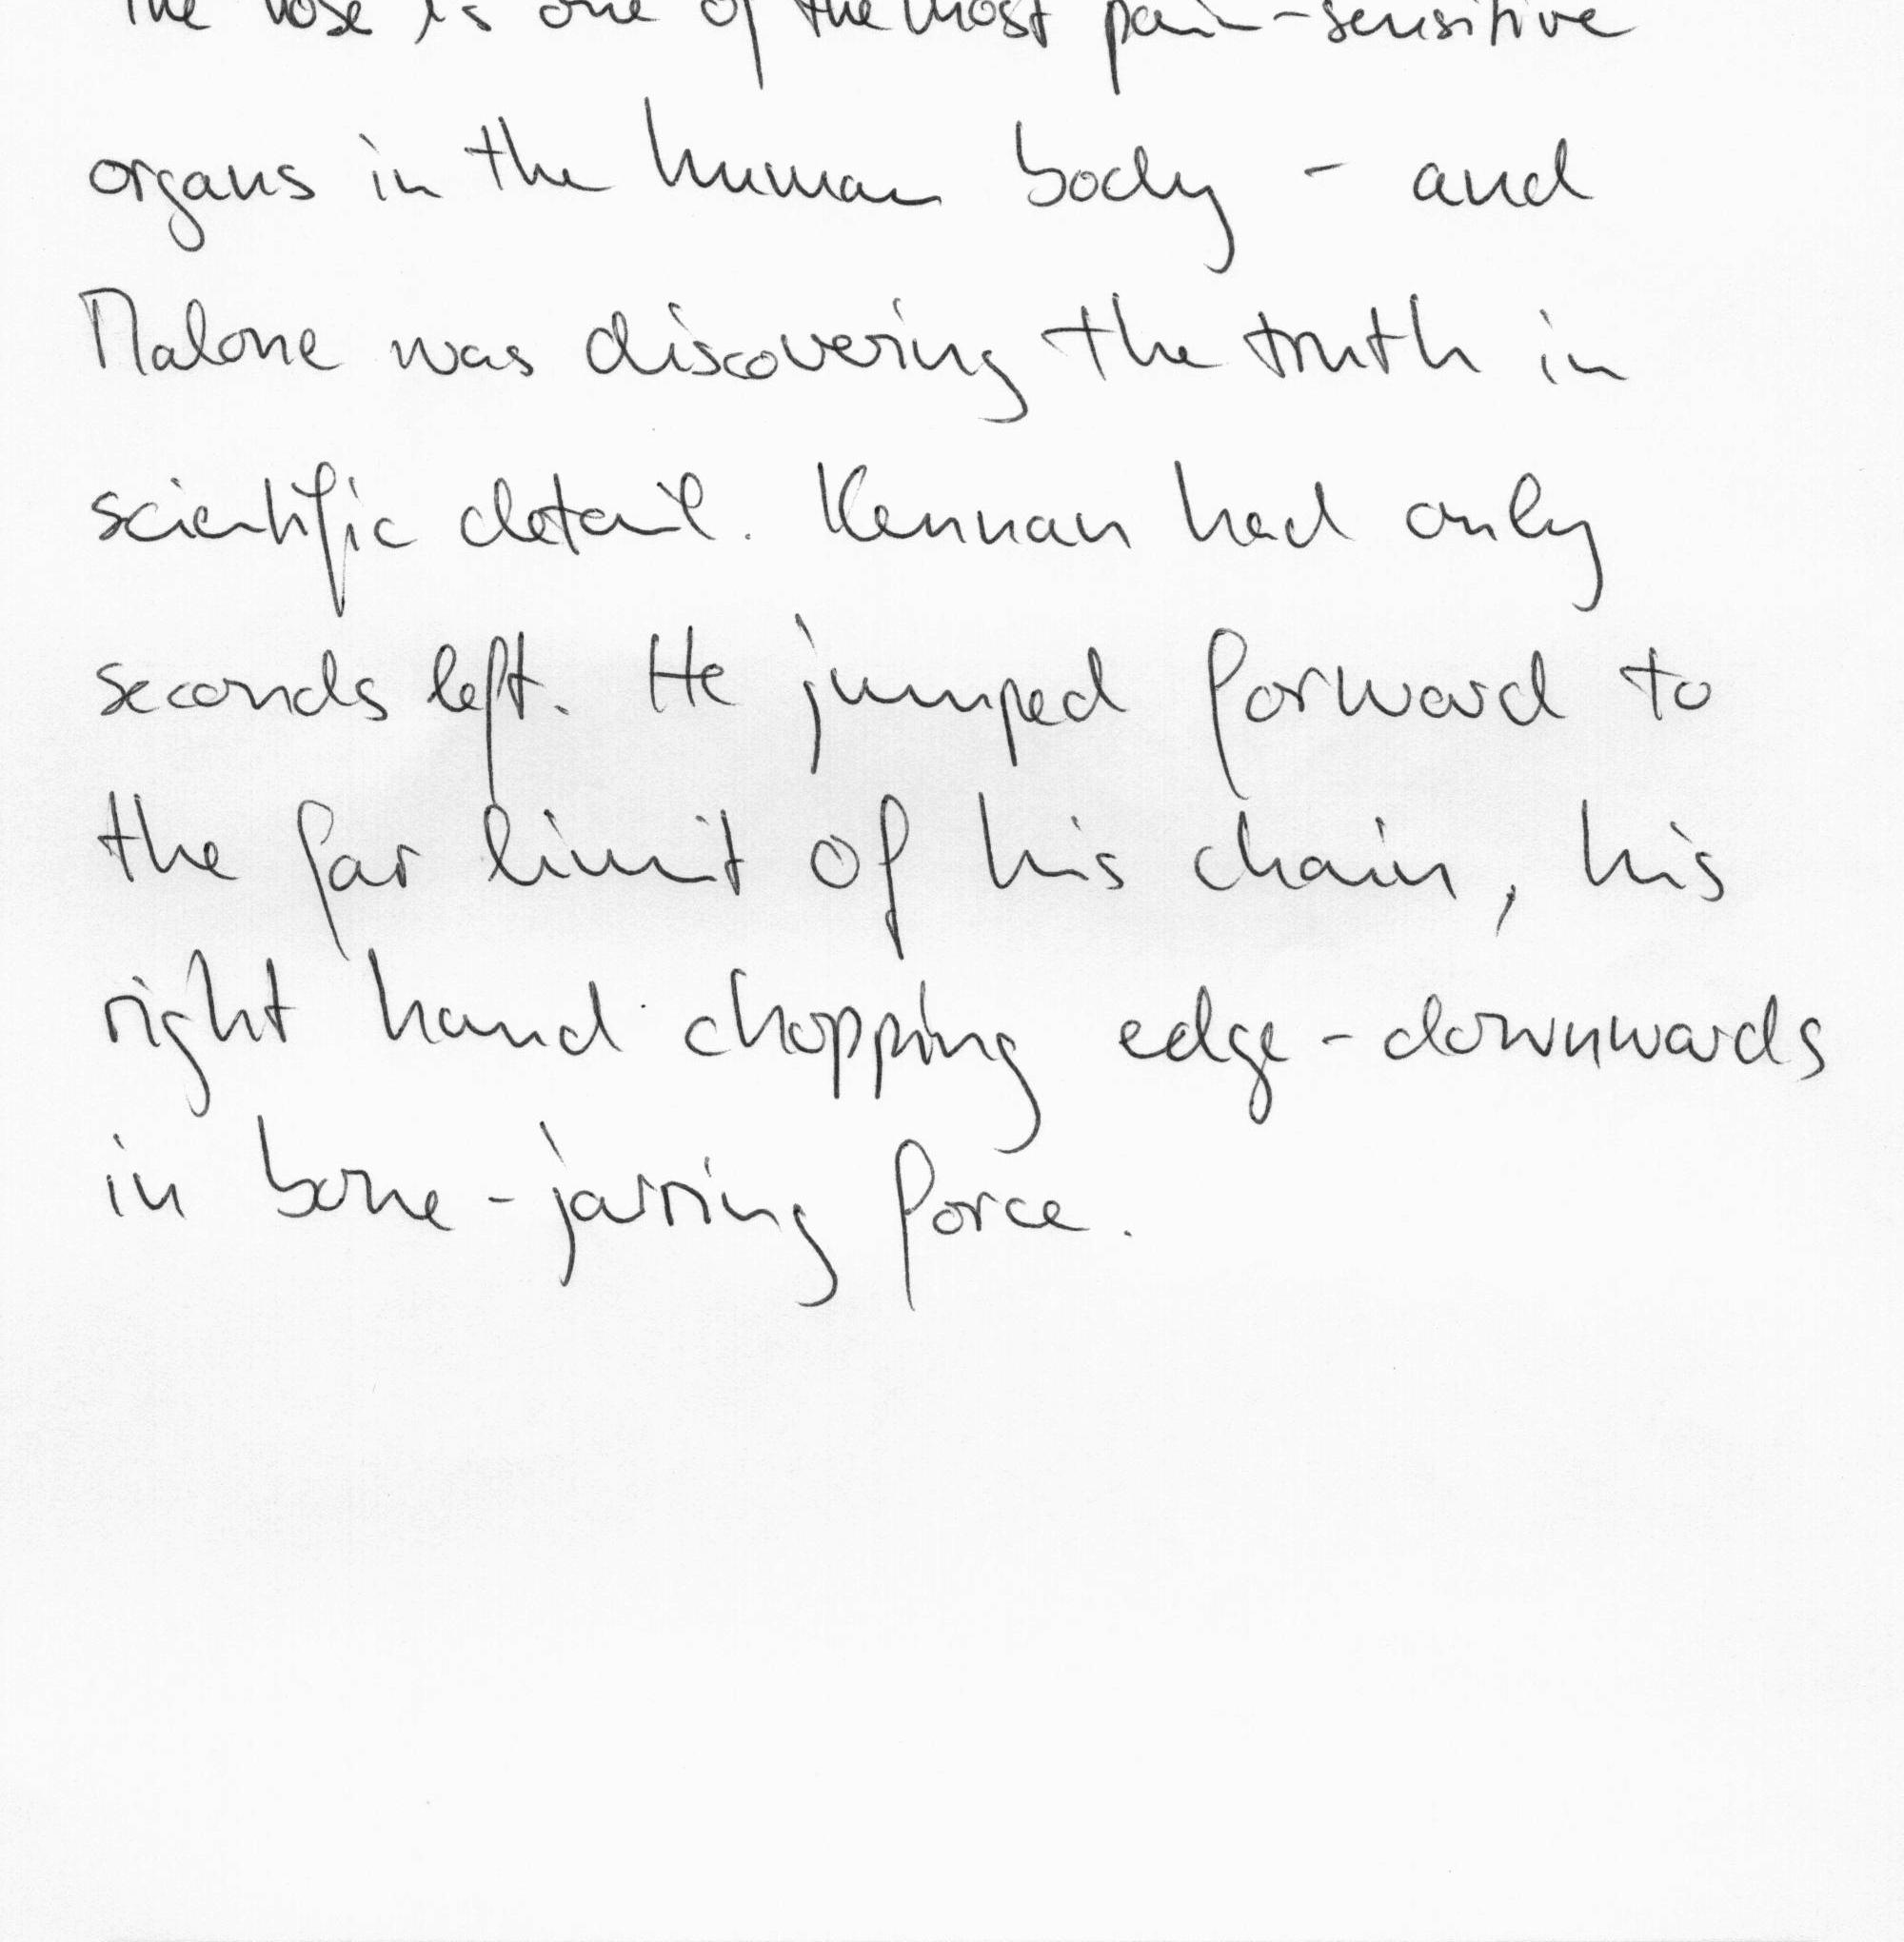 The nose is one of the most pain-sensitive
organs in the human body - and
Malone was discovering the truth in
scientific detail. Kennan had only
seconds left. He jumped forward to
the far limit of his chain, his
right hand chopping edge-downwards
in bone-jarring force.